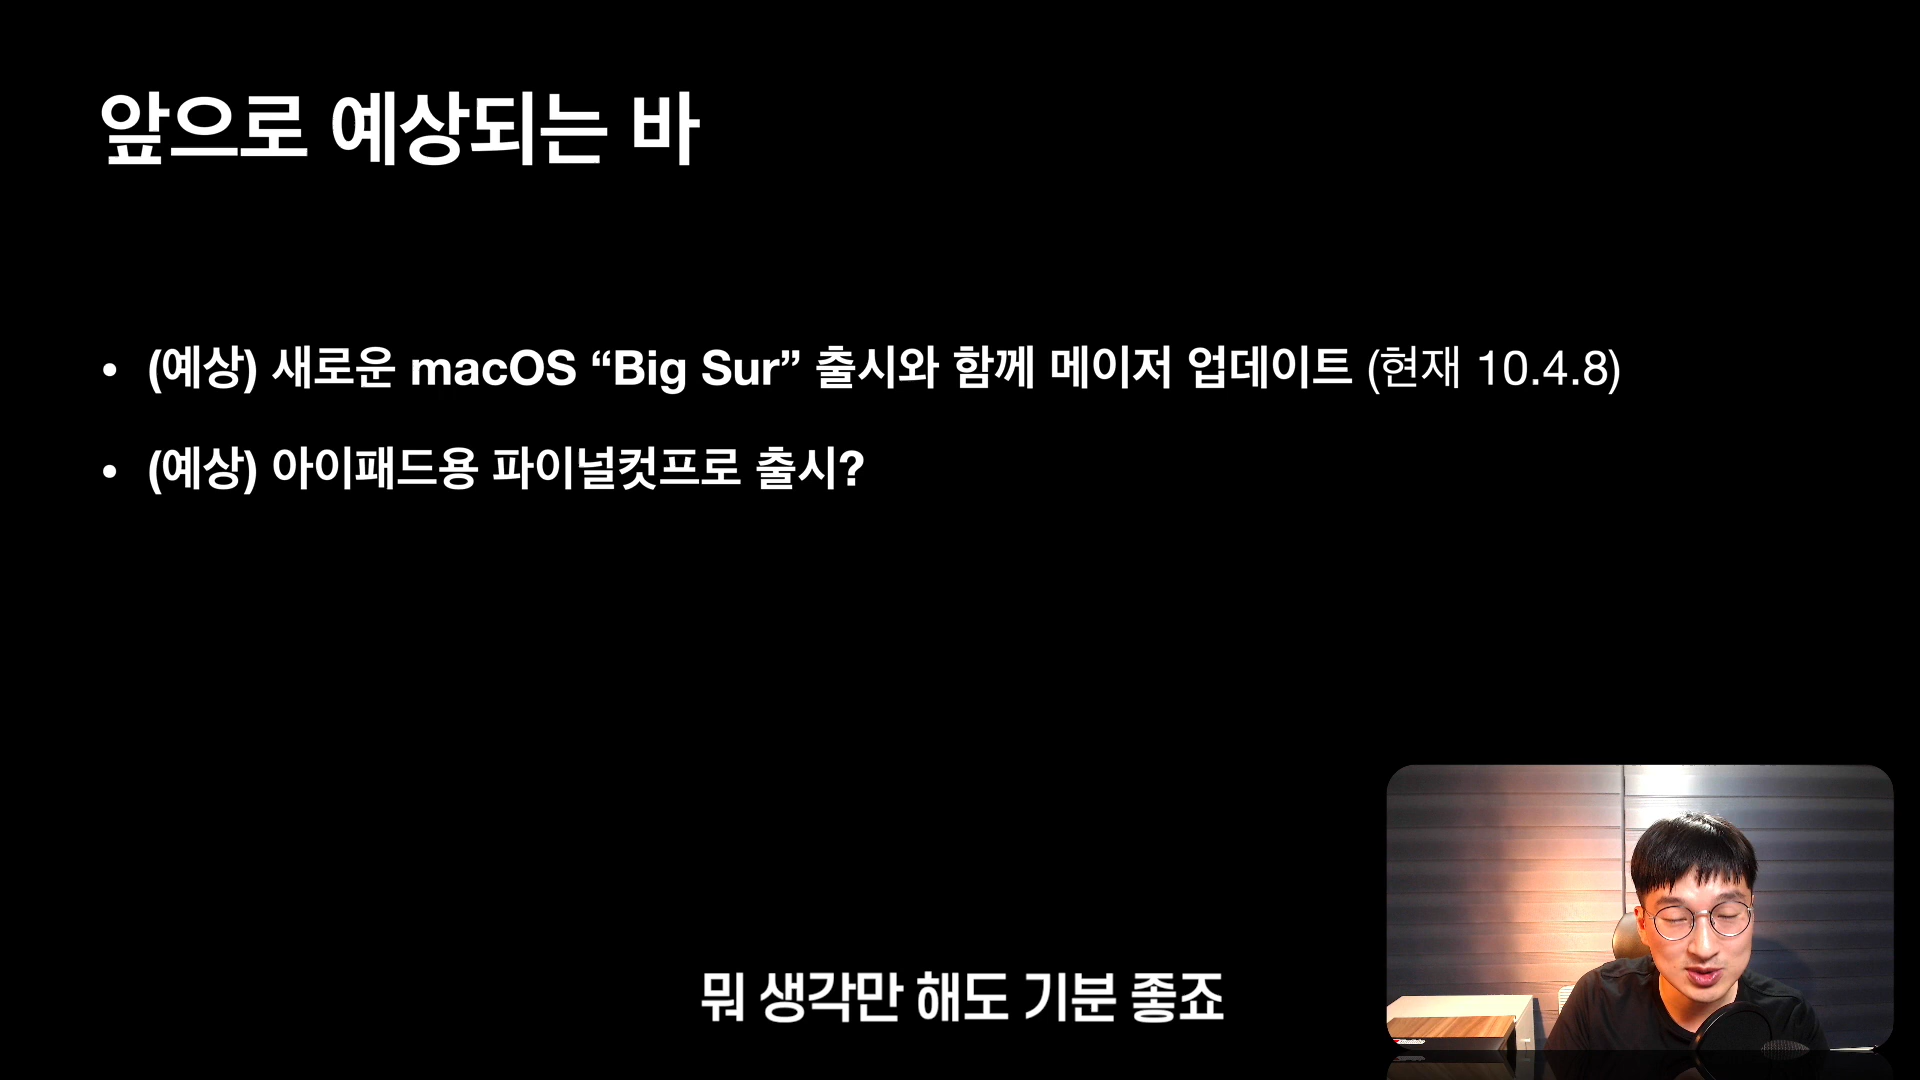 앞으로 예상되는 바
• (예상) 새로운 macOS “Big Sur” 출시와 함께 메이저 업데이트 (현재 10.4.8)
• (예상) 아이패드용 파이널컷프로 출시?
뭐 생각만 해도 기분 좋죠